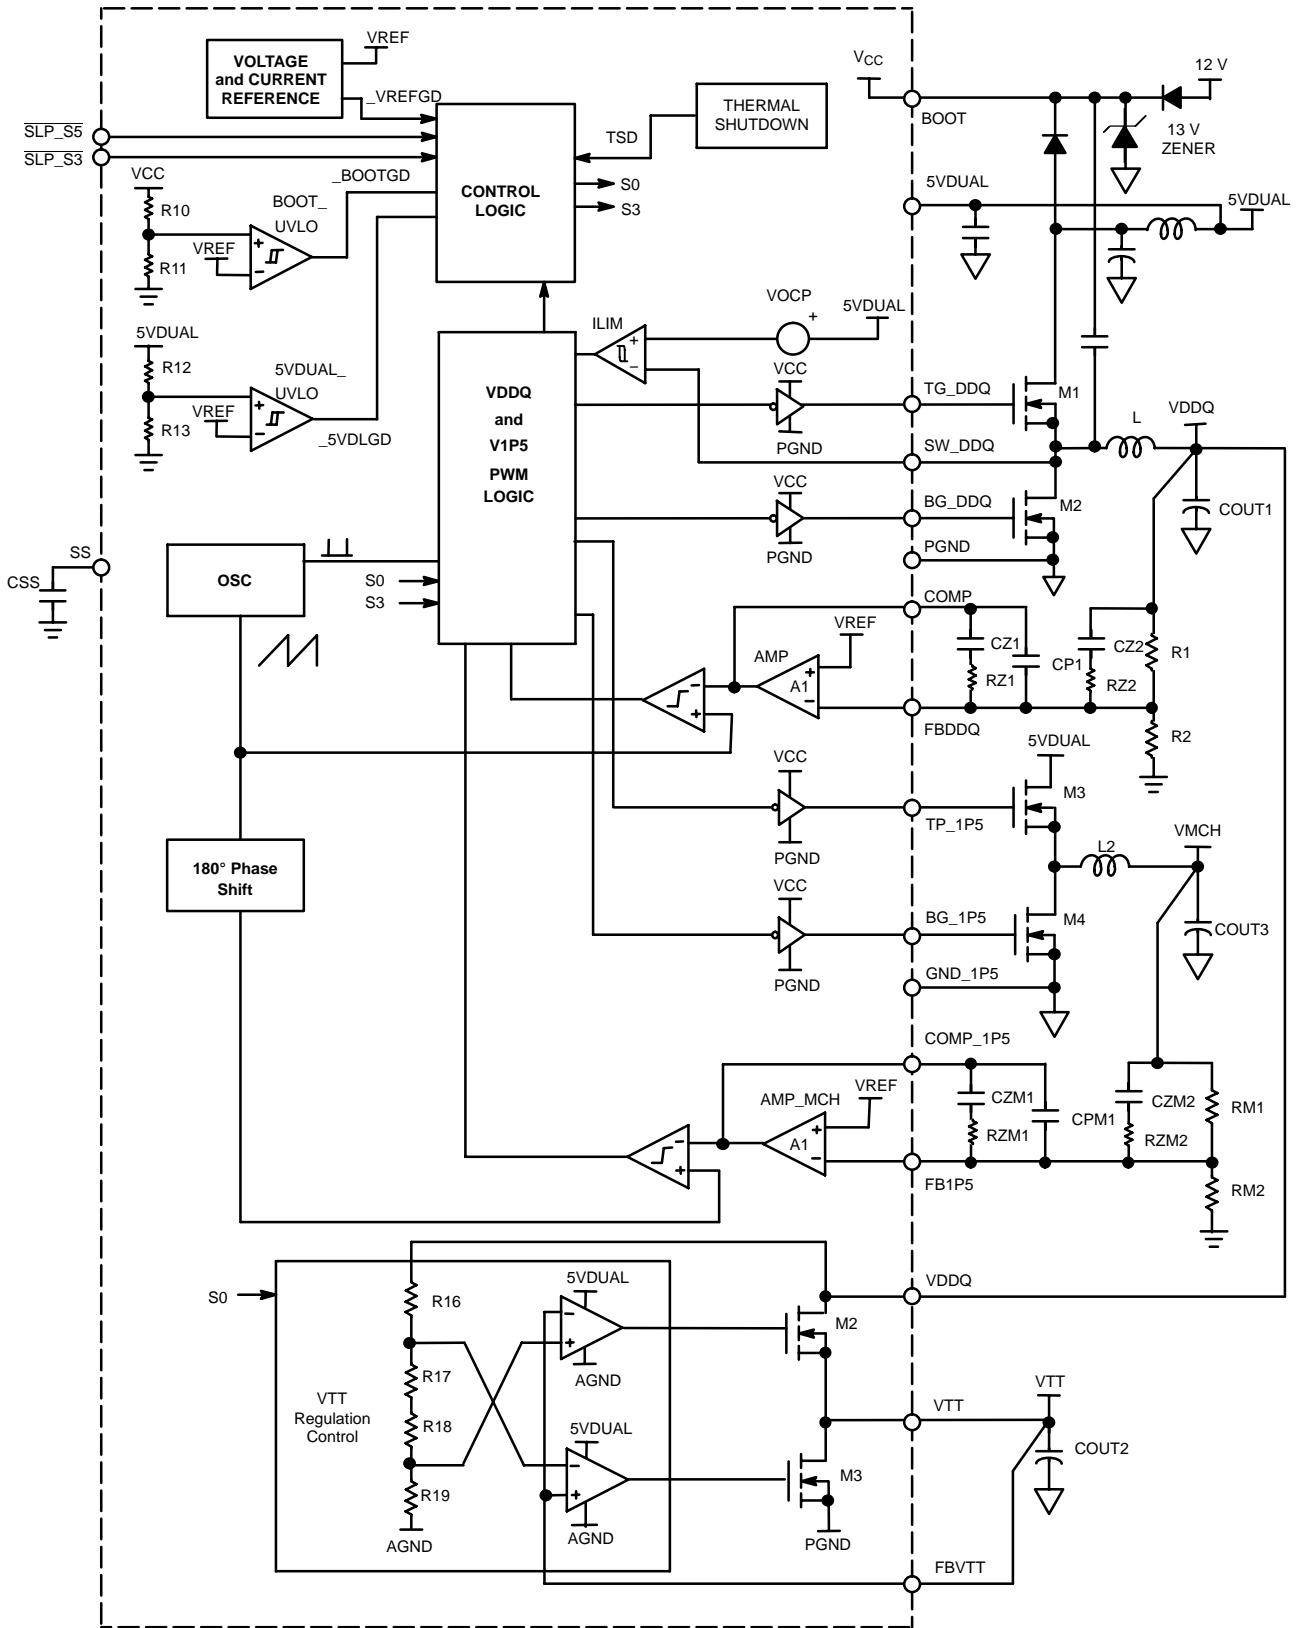 VREF
VOLTAGE
and CURRENT
REFERENCE
_VREFGD
SLP_S5
SLP_S3
THERMAL
SHUTDOWN
TSD
CONTROL
LOGIC
S0
S3
VCC
BOOT
12 V
13 V
ZENER
5VDUAL
5VDUAL
VCC
R10
R11
VREF
BOOT_
UVLO
_BOOTGD
5VDUAL
R12
R13
VREF
5VDUAL_
UVLO
_5VDLGD
VDDQ
and
V1P5
PWM
LOGIC
ILIM
VOCP
+
5VDUAL
+
−
+
−
+
−
VCC
PGND
TG_DDQ
M1
SW_DDQ
L
VDDQ
COUT1
VCC
PGND
BG_DDQ
M2
PGND
SS
CSS
OSC
S0
S3
COMP
VREF
AMP
A1
+
−
−
+
CZ1
RZ1
CP1
CZ2
RZ2
R1
R2
FBDDQ
180° Phase
Shift
VCC
PGND
TP_1P5
5VDUAL
M3
L2
VMCH
COUT3
VCC
PGND
BG_1P5
M4
GND_1P5
COMP_1P5
VREF
AMP_MCH
A1
+
−
−
+
CZM1
RZM1
CPM1
CZM2
RZM2
RM1
RM2
FB1P5
S0
R16
R17
R18
R19
AGND
VTT
Regulation
Control
5VDUAL
−
+
AGND
5VDUAL
−
+
AGND
M2
M3
PGND
VDDQ
VTT
VTT
COUT2
FBVTT